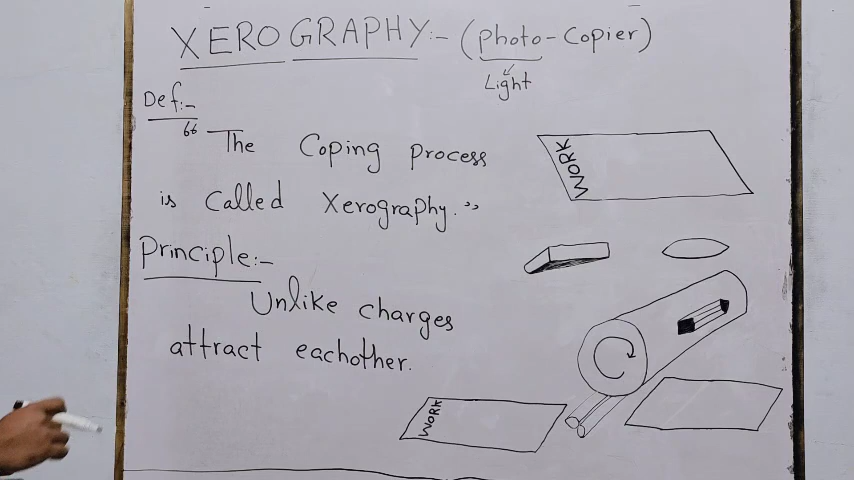 XEROGRAPHY:- (Photo-Copier)
Light
Def:-
“The Coping process
is Called Xerography.”
Principle:-
Unlike charges
attract eachother.
WORK
WORK